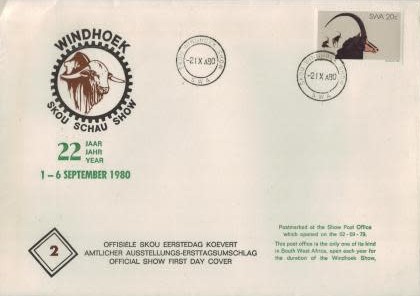 WINDHOEK
SKOU SCHAU SHOW
22 JAAR
JAHR
YEAR
1 – 6 SEPTEMBER 1980
SWA 20c
-2 IX A80
-2 IX A80
S.W.A.
2
OFFISIËLE SKOU EERSTEDAG KOEVERT
AMTLICHER AUSSTELLUNGS-ERSTTAGSUMSCHLAG
OFFICIAL SHOW FIRST DAY COVER
Postmarked at the Show Post Office
which opened on the 02-09-79.
This post office is the only one of its kind
in South West Africa, open each year for
the duration of the Windhoek Show,